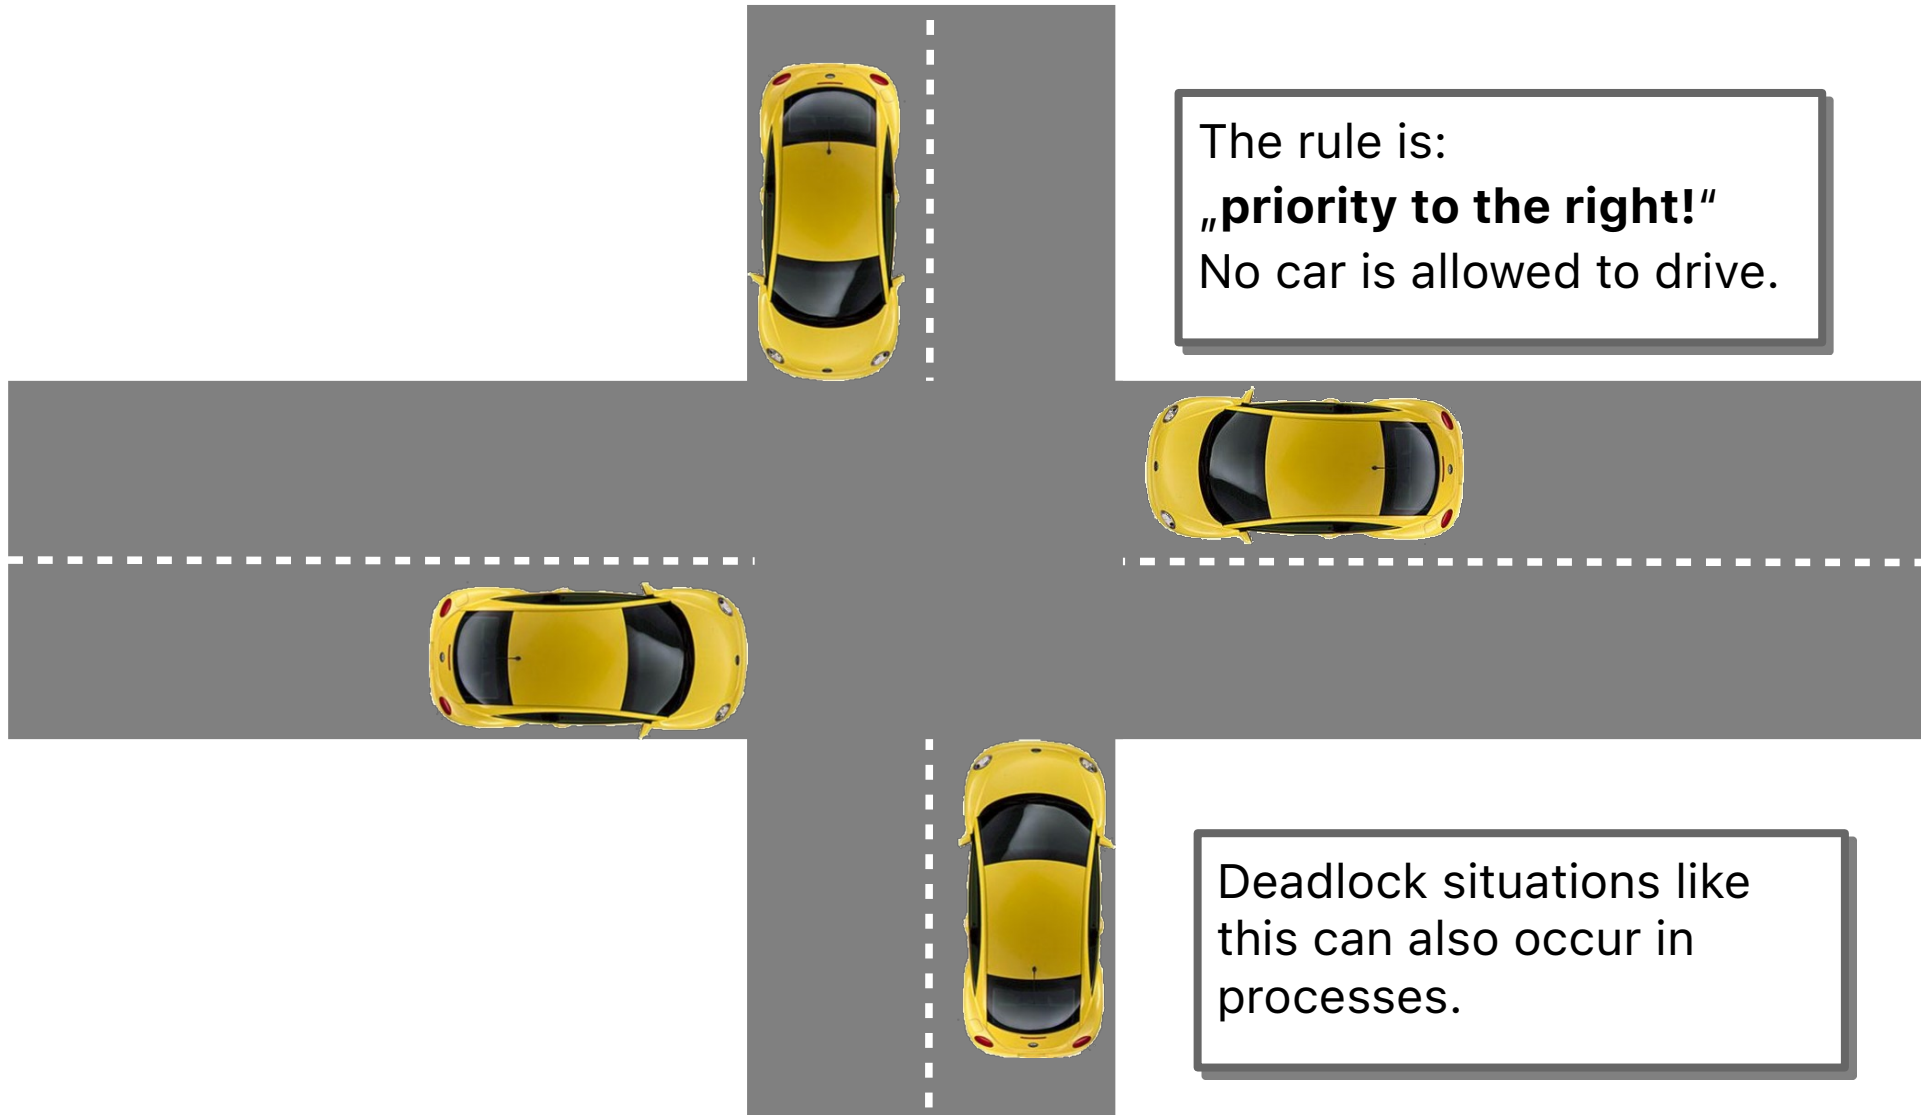 The rule is:
„priority to the right!“
No car is allowed to drive.
Deadlock situations like
this can also occur in
processes.